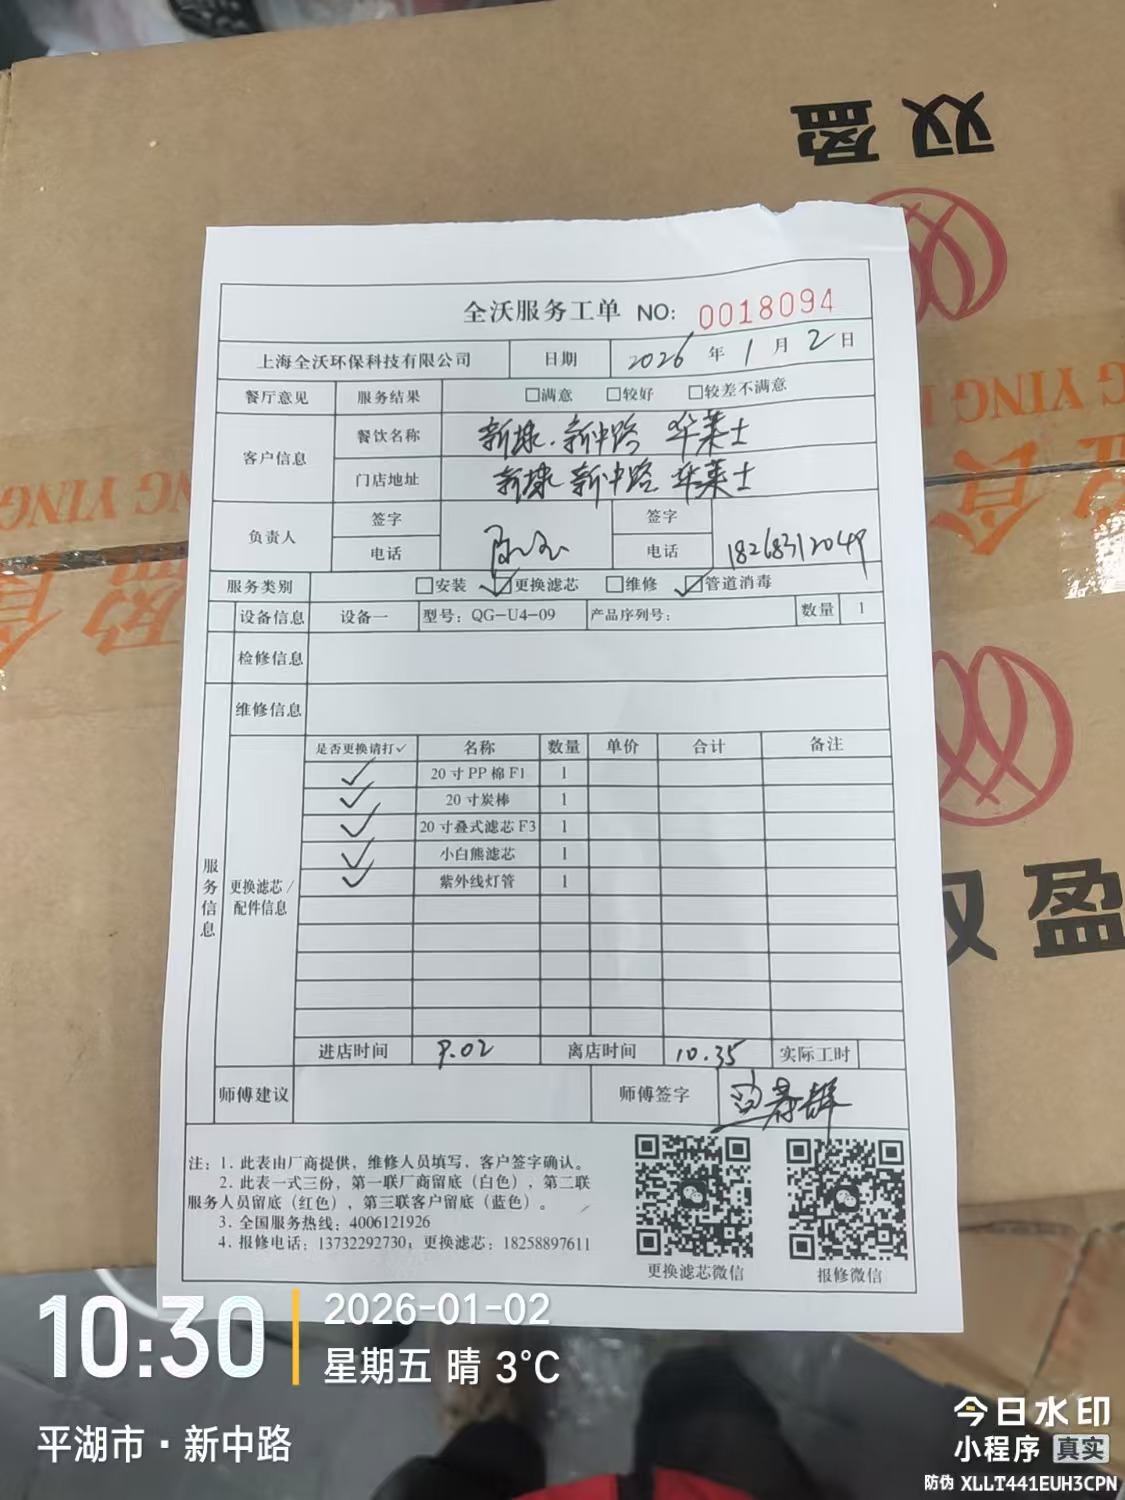 双盈
全沃服务工单 NO: 0018094
上海全沃环保科技有限公司 日期 2026 年 1 月 2 日
餐厅意见 服务结果 □满意 □较好 □较差不满意
客户信息 餐饮名称 新埭.新中路 华莱士
门店地址 新埭 新中路 华莱士
负责人 签字 签字
电话 电话 18268312049
服务类别 □安装 ☑更换滤芯 □维修 ☑管道消毒
设备信息 设备一 型号：QG-U4-09 产品序列号： 数量 1
检修信息
维修信息
服务信息
更换滤芯/配件信息
是否更换请打✓ 名称 数量 单价 合计 备注
✓ 20寸PP棉F1 1
✓ 20寸炭棒 1
✓ 20寸叠式滤芯F3 1
✓ 小白熊滤芯 1
✓ 紫外线灯管 1
进店时间 9.02 离店时间 10.35 实际工时
师傅建议 师傅签字
注：1. 此表由厂商提供，维修人员填写，客户签字确认。
2. 此表一式三份，第一联厂商留底（白色），第二联
服务人员留底（红色），第三联客户留底（蓝色）。
3. 全国服务热线：4006121926
4. 报修电话：13732292730；更换滤芯：18258897611
更换滤芯微信 报修微信
双盈
10:30 2026-01-02
星期五 晴 3°C
平湖市·新中路
今日水印
小程序 真实
防伪 XLLT441EUH3CPN